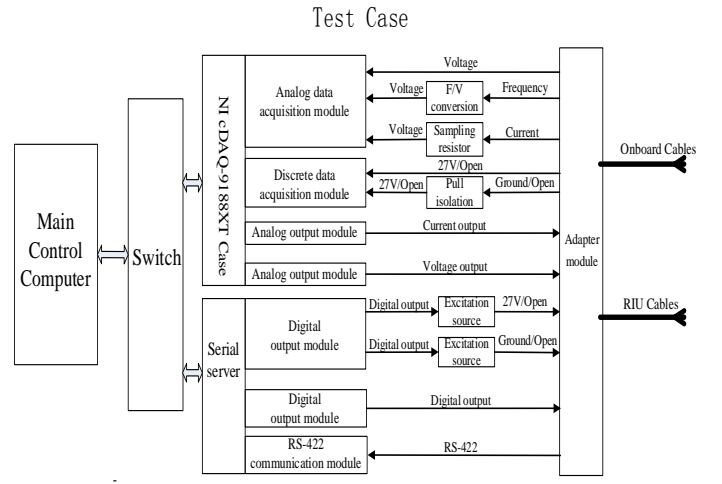 Test Case
Main
Control
Computer
Switch
NI cDAQ-9188XT Case
Analog data
acquisition module
Discrete data
acquisition module
Analog output module
Analog output module
Voltage
Voltage
F/V
conversion
Frequency
Voltage
Sampling
resistor
Current
27V/Open
27V/Open
Pull
isolation
Ground/Open
Current output
Voltage output
Serial
server
Digital
output module
Digital
output module
RS-422
communication module
Digital output
Excitation
source
27V/Open
Digital output
Excitation
source
Ground/Open
Digital output
RS-422
Adapter
module
Onboard Cables
RIU Cables